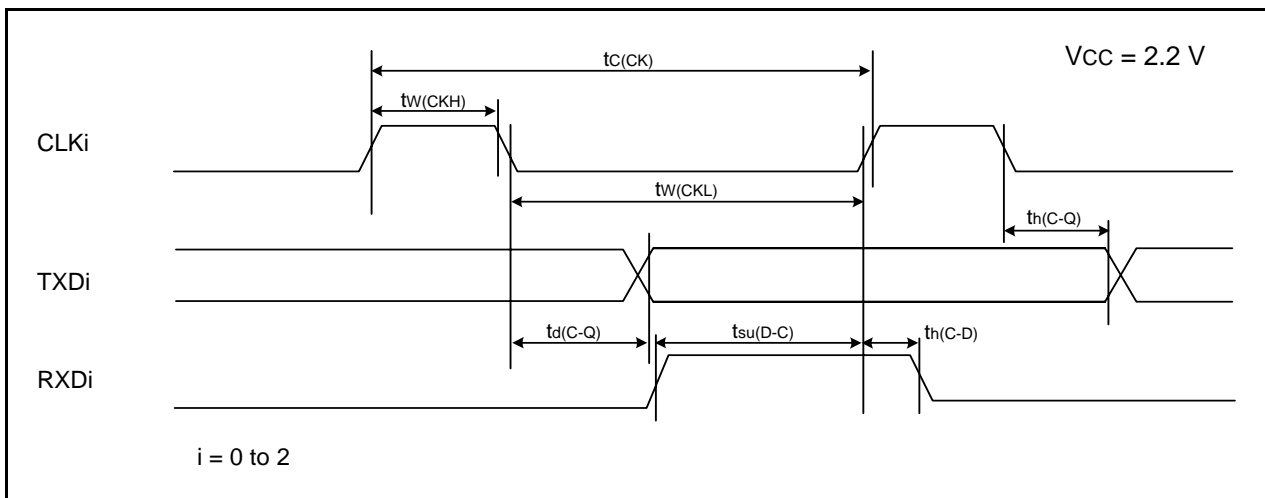 tC(CK)
VCC = 2.2 V
tW(CKH)
CLKi
tW(CKL)
th(C-Q)
TXDi
td(C-Q)
tsu(D-C)
th(C-D)
RXDi
i = 0 to 2